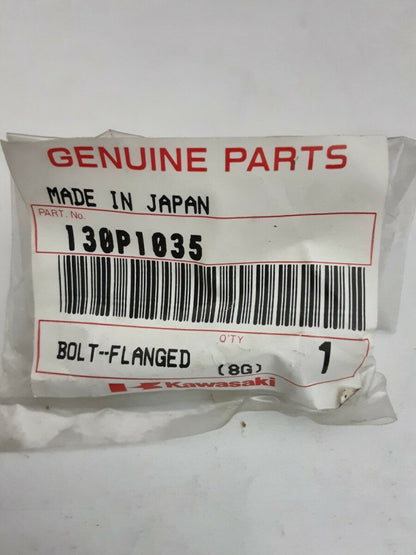 GENUINE PARTS
MADE IN JAPAN
PART. No.
130P1035
Q'TY
BOLT--FLANGED (8G) 1
Kawasaki